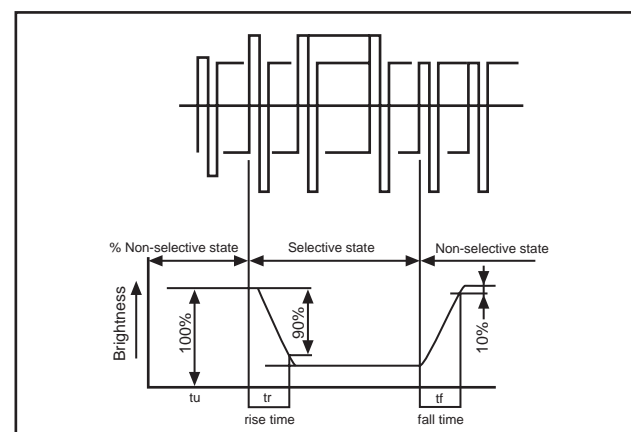 % Non-selective state Selective state Non-selective state
Brightness
100%
90%
10%
tu tr tf
rise time fall time